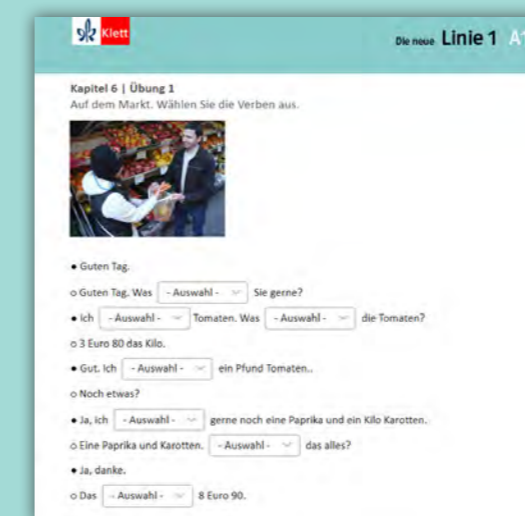 Klett
Die neue Linie 1 A1
Kapitel 6 | Übung 1
Auf dem Markt. Wählen Sie die Verben aus.
• Guten Tag.
o Guten Tag. Was - Auswahl - Sie gerne?
• Ich - Auswahl - Tomaten. Was - Auswahl - die Tomaten?
o 3 Euro 80 das Kilo.
• Gut. Ich - Auswahl - ein Pfund Tomaten..
o Noch etwas?
• Ja, ich - Auswahl - gerne noch eine Paprika und ein Kilo Karotten.
o Eine Paprika und Karotten. - Auswahl - das alles?
• Ja, danke.
o Das - Auswahl - 8 Euro 90.